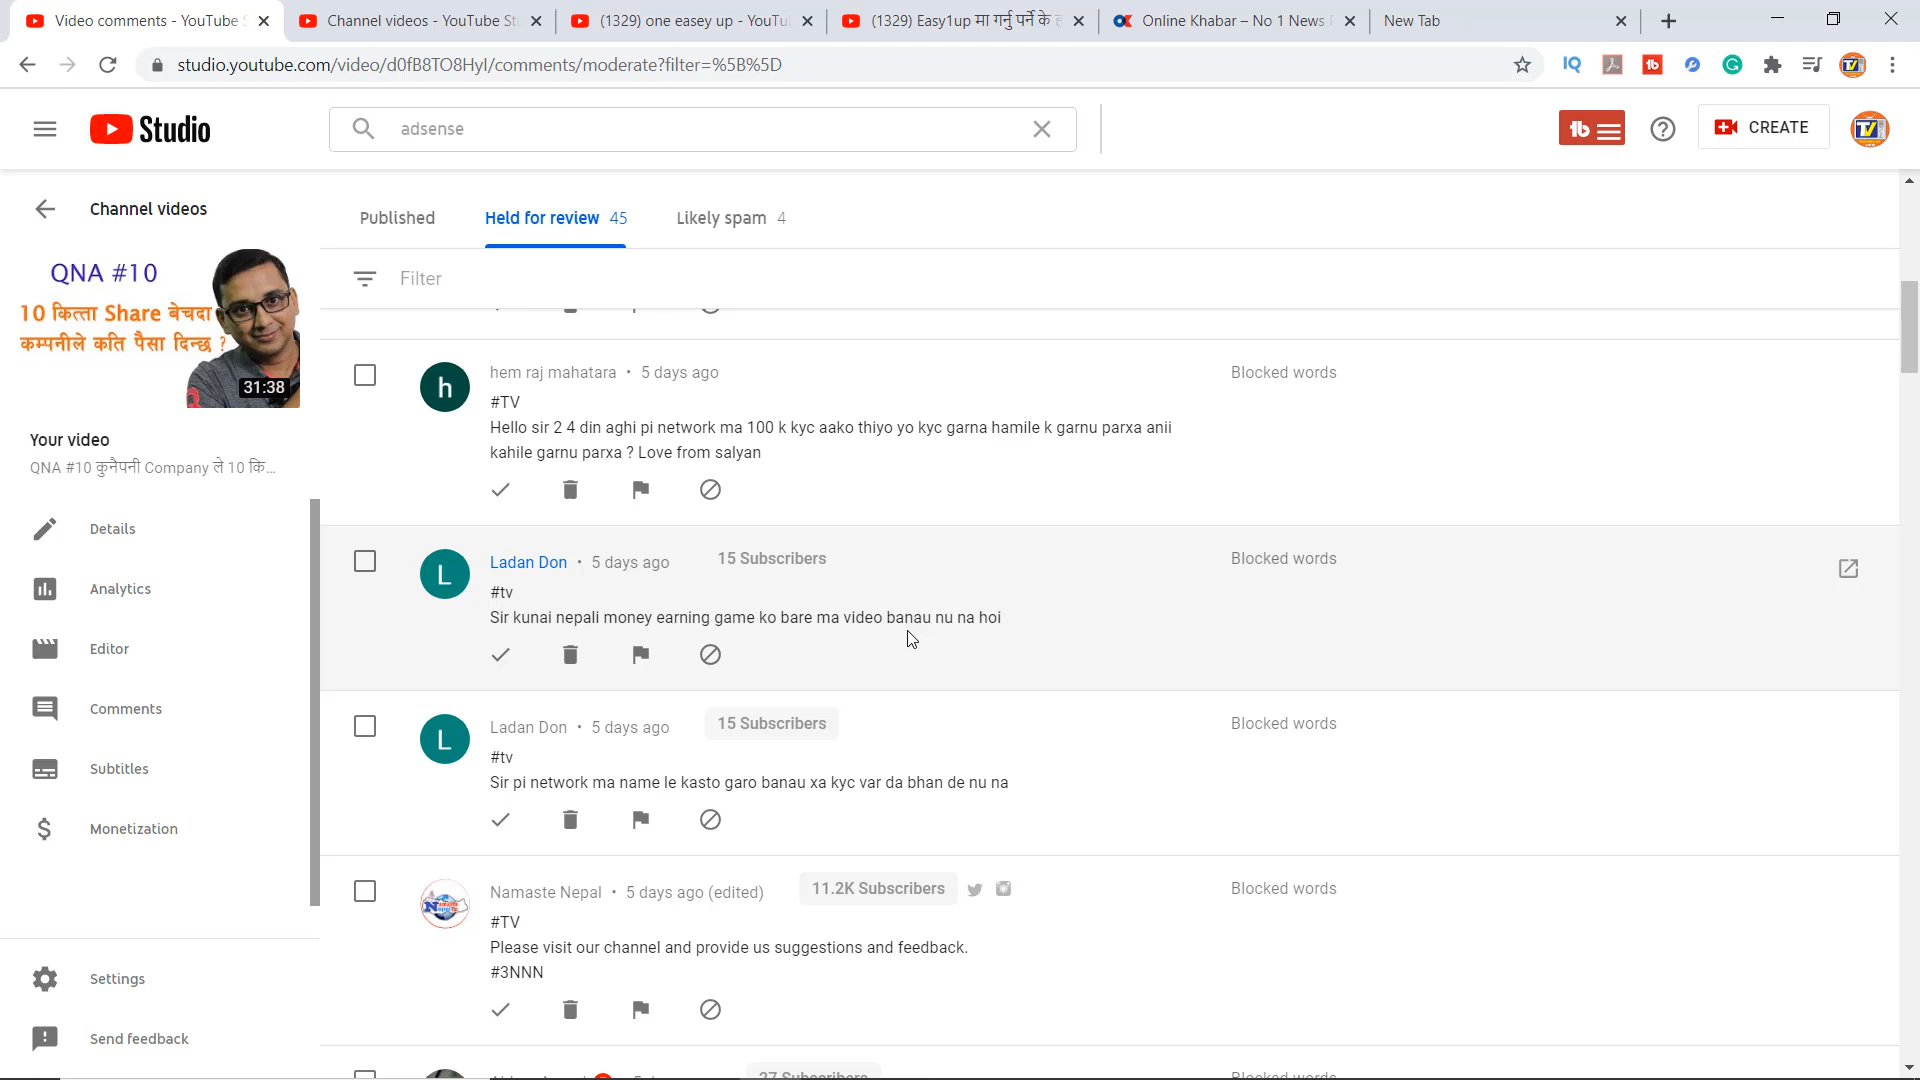 Video comments - YouTube S
Channel videos - YouTube St
(1329) one easey up - YouTu
(1329) Easy1up मा गर्नु पर्ने के
Online Khabar – No 1 News
New Tab
studio.youtube.com/video/d0fB8TO8HyI/comments/moderate?filter=%5B%5D
Studio
adsense
CREATE
Channel videos
Published
Held for review 45
Likely spam 4
Filter
QNA #10
10 कित्ता Share बेचदा
कम्पनीले कति पैसा दिन्छ ?
31:38
Your video
QNA #10 कुनैपनी Company ले 10 कि...
Details
Analytics
Editor
Comments
Subtitles
Monetization
Settings
Send feedback
hem raj mahatara • 5 days ago
Blocked words
#TV
Hello sir 2 4 din aghi pi network ma 100 k kyc aako thiyo yo kyc garna hamile k garnu parxa anii
kahile garnu parxa ? Love from salyan
Ladan Don • 5 days ago 15 Subscribers
Blocked words
#tv
Sir kunai nepali money earning game ko bare ma video banau nu na hoi
Ladan Don • 5 days ago 15 Subscribers
Blocked words
#tv
Sir pi network ma name le kasto garo banau xa kyc var da bhan de nu na
Namaste Nepal • 5 days ago (edited) 11.2K Subscribers
Blocked words
#TV
Please visit our channel and provide us suggestions and feedback.
#3NNN
27 Subscribers
Blocked words